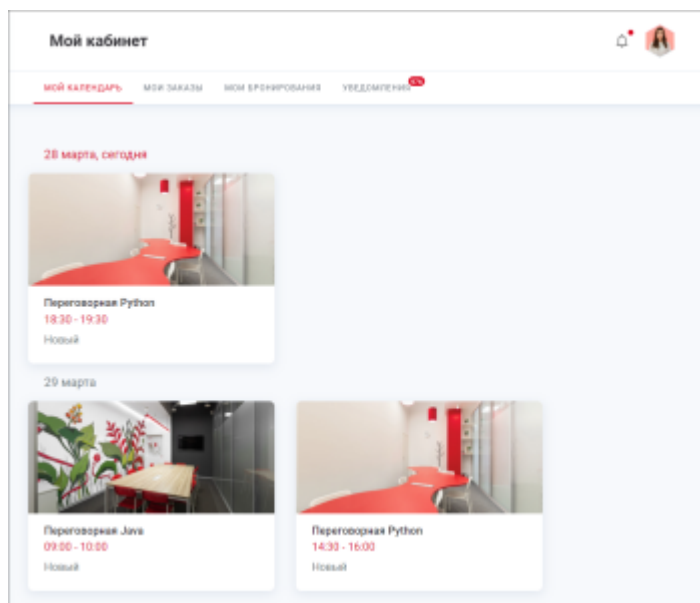 Мой кабинет
МОЙ КАЛЕНДАРЬ МОИ ЗАКАЗЫ МОИ БРОНИРОВАНИЯ УВЕДОМЛЕНИЯ
28 марта, сегодня
Переговорная Python
18:30 - 19:30
Новый
29 марта
Переговорная Java
09:00 - 10:00
Новый
Переговорная Python
14:30 - 16:00
Новый